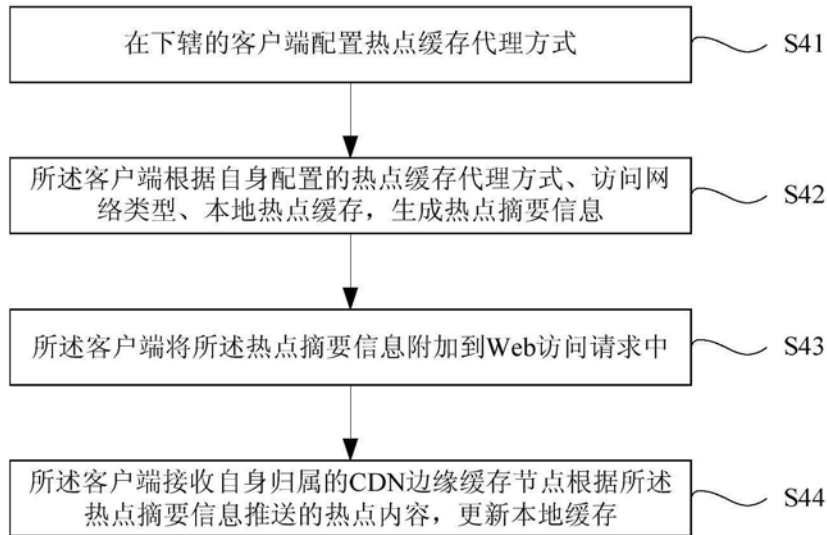 在下辖的客户端配置热点缓存代理方式
S41
所述客户端根据自身配置的热点缓存代理方式、访问网
络类型、本地热点缓存，生成热点摘要信息
S42
所述客户端将所述热点摘要信息附加到Web访问请求中
S43
所述客户端接收自身归属的CDN边缘缓存节点根据所述
热点摘要信息推送的热点内容，更新本地缓存
S44